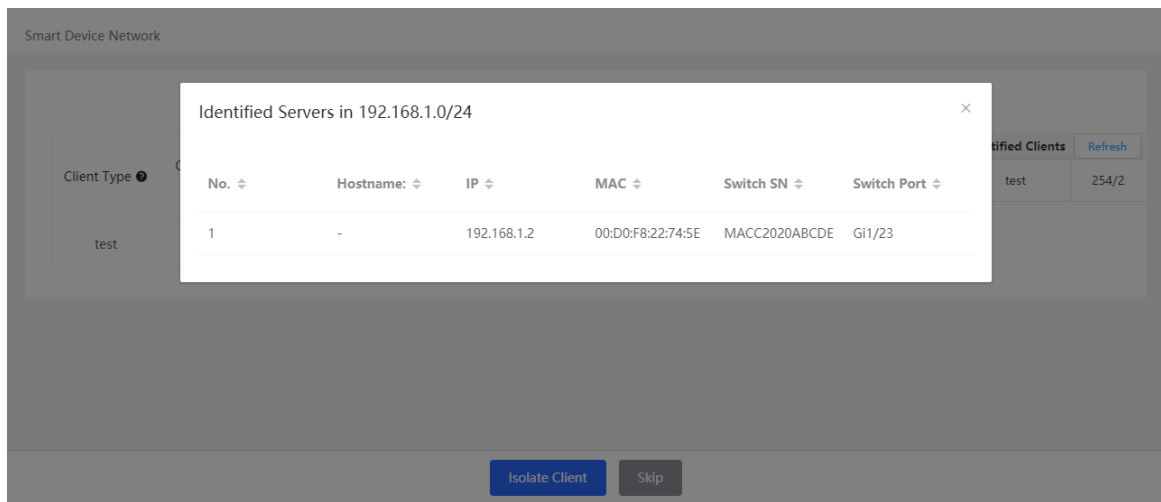 Smart Device Network
Identified Servers in 192.168.1.0/24
No. Hostname: IP MAC Switch SN Switch Port
1 - 192.168.1.2 00:D0:F8:22:74:5E MACC2020ABCDE Gi1/23
Client Type
test
tified Clients Refresh
test 254/2
Isolate Client Skip